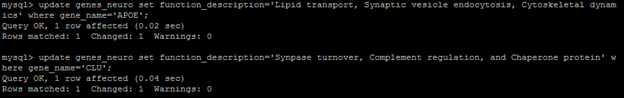 mysql> update genes_neuro set function_description='Lipid transport, Synaptic vesicle endocytosis, Cytoskeletal dynam
ics' where gene_name='APOE';
Query OK, 1 row affected (0.02 sec)
Rows matched: 1  Changed: 1  Warnings: 0
mysql> update genes_neuro set function_description='Synpase turnover, Complement regulation, and Chaperone protein' w
here gene_name='CLU';
Query OK, 1 row affected (0.04 sec)
Rows matched: 1  Changed: 1  Warnings: 0